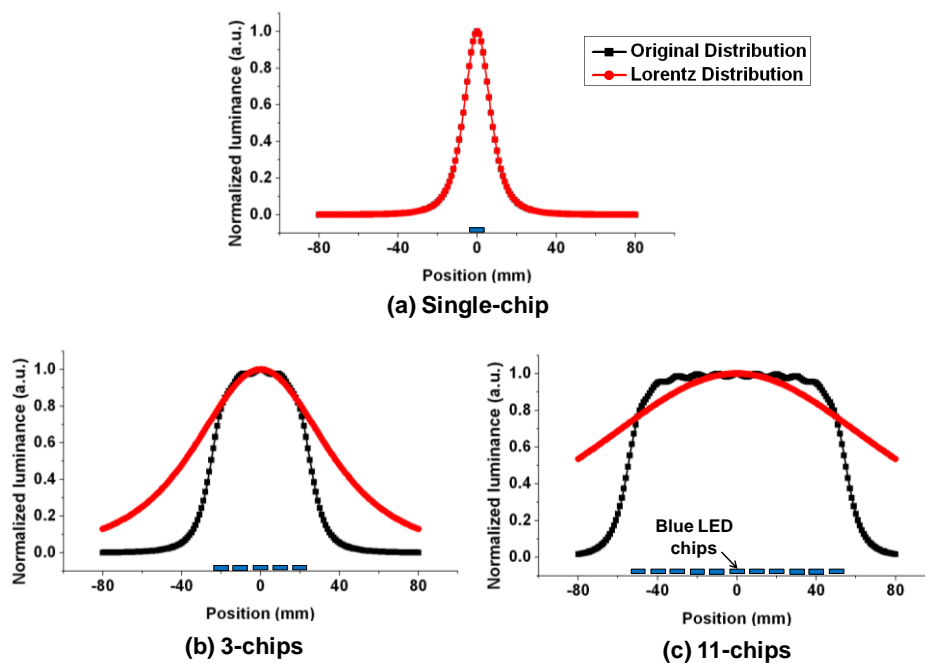 Normalized luminance (a.u.)
1.0
0.8
0.6
0.4
0.2
0.0
-80
-40
0
40
80
Position (mm)
Original Distribution
Lorentz Distribution
(a) Single-chip
Normalized luminance (a.u.)
1.0
0.8
0.6
0.4
0.2
0.0
-80
-40
0
40
80
Position (mm)
(b) 3-chips
Normalized luminance (a.u.)
1.0
0.8
0.6
0.4
0.2
0.0
Blue LED
chips
-80
-40
0
40
80
Position (mm)
(c) 11-chips